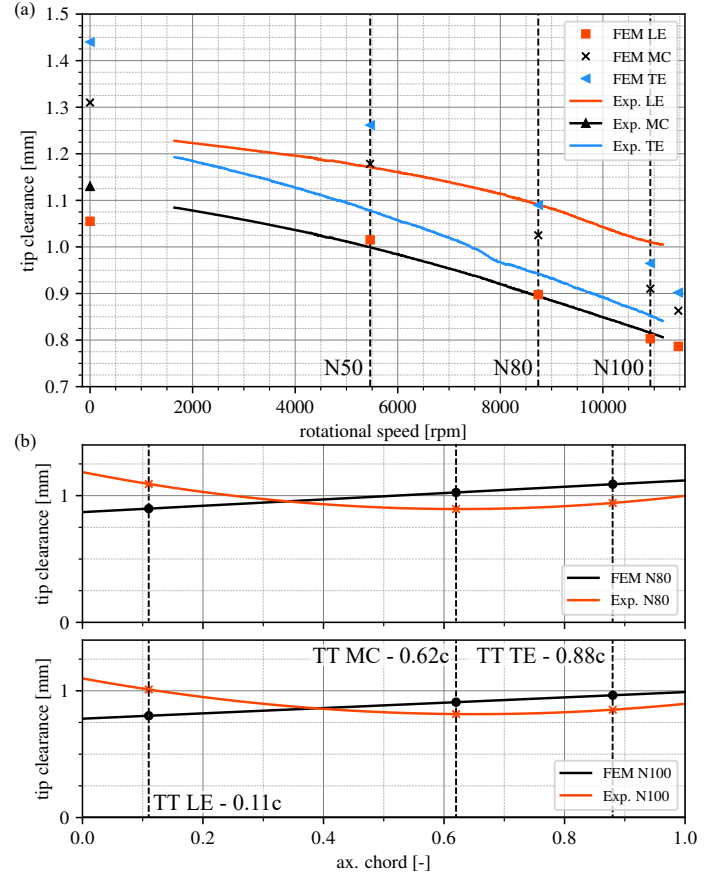 (a)
1.5
1.4
1.3
1.2
1.1
1.0
0.9
0.8
0.7
tip clearance [mm]
FEM LE
FEM MC
FEM TE
Exp. LE
Exp. MC
Exp. TE
N50
N80
N100
0
2000
4000
6000
8000
10000
rotational speed [rpm]
(b)
1
0
tip clearance [mm]
FEM N80
Exp. N80
1
0
tip clearance [mm]
TT MC - 0.62c
TT TE - 0.88c
TT LE - 0.11c
FEM N100
Exp. N100
0.0
0.2
0.4
0.6
0.8
1.0
ax. chord [-]